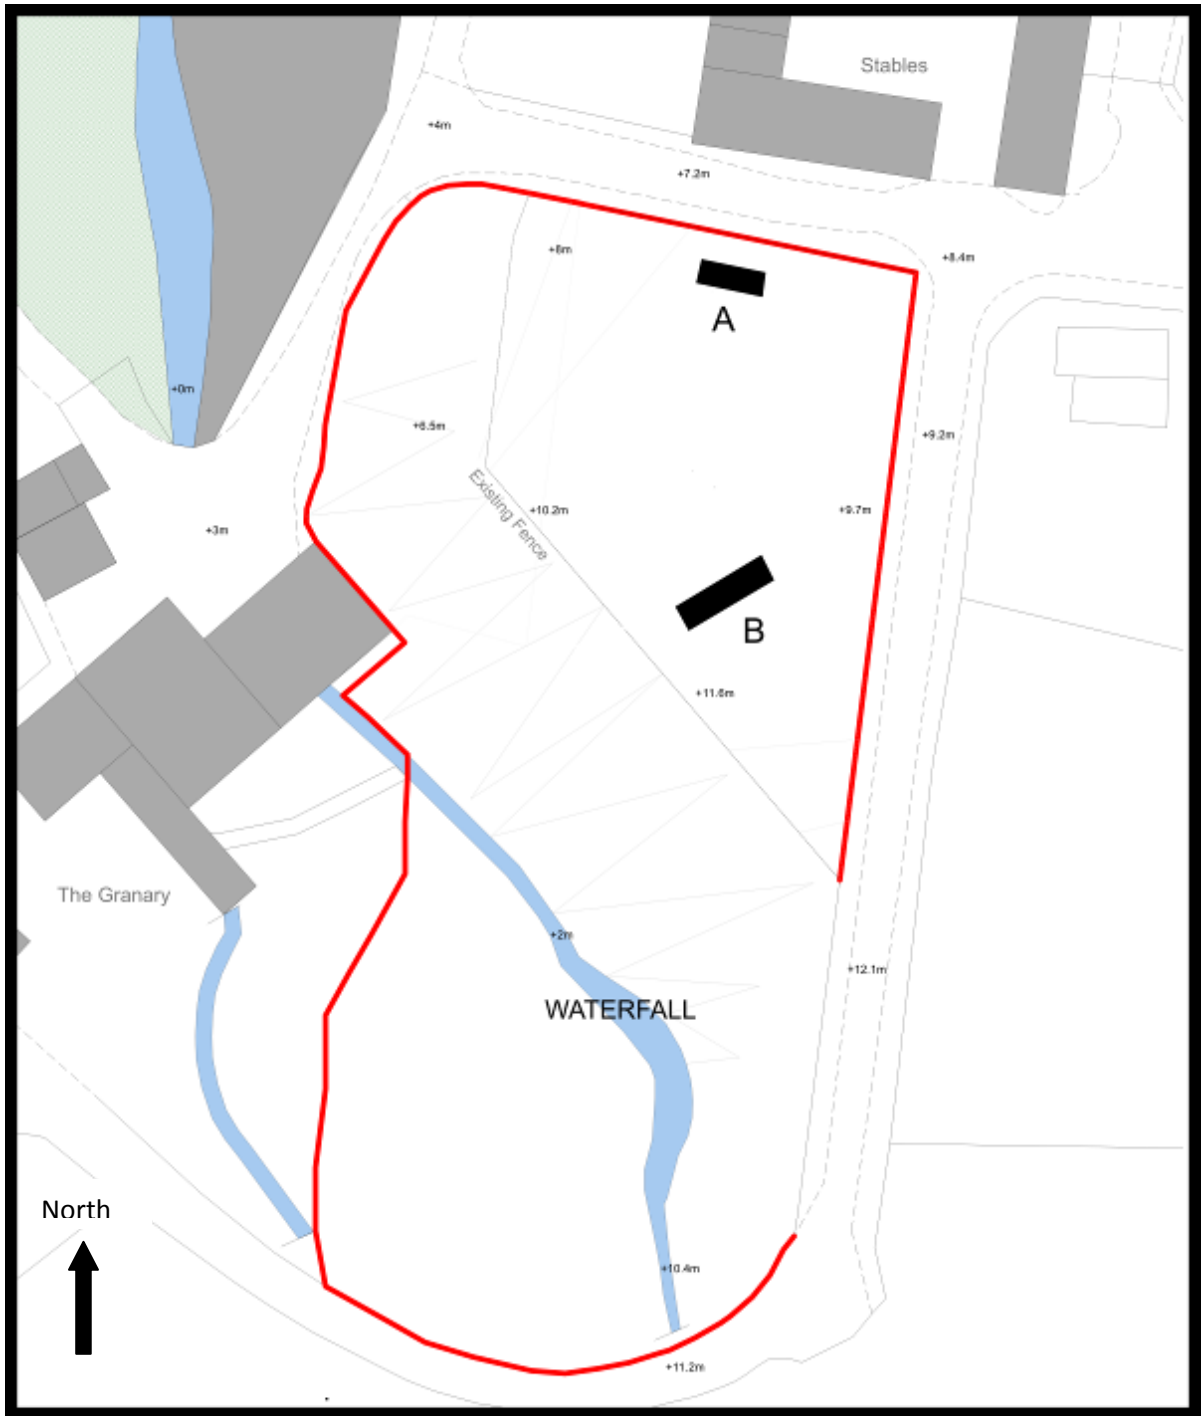 Stables
+4m
+7.2m
+8m
+8.4m
A
+0m
+6.5m
+9.2m
Existing Fence
+10.2m
+9.7m
+3m
B
+11.6m
The Granary
+2m
+12.1m
WATERFALL
North
+10.4m
+11.2m